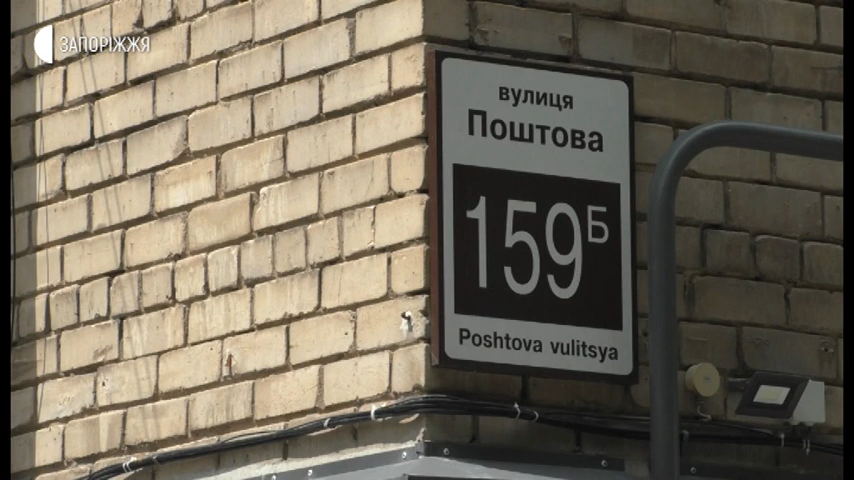 ЗАПОРІЖЖЯ
вулиця
Поштова
159Б
Poshtova vulitsya